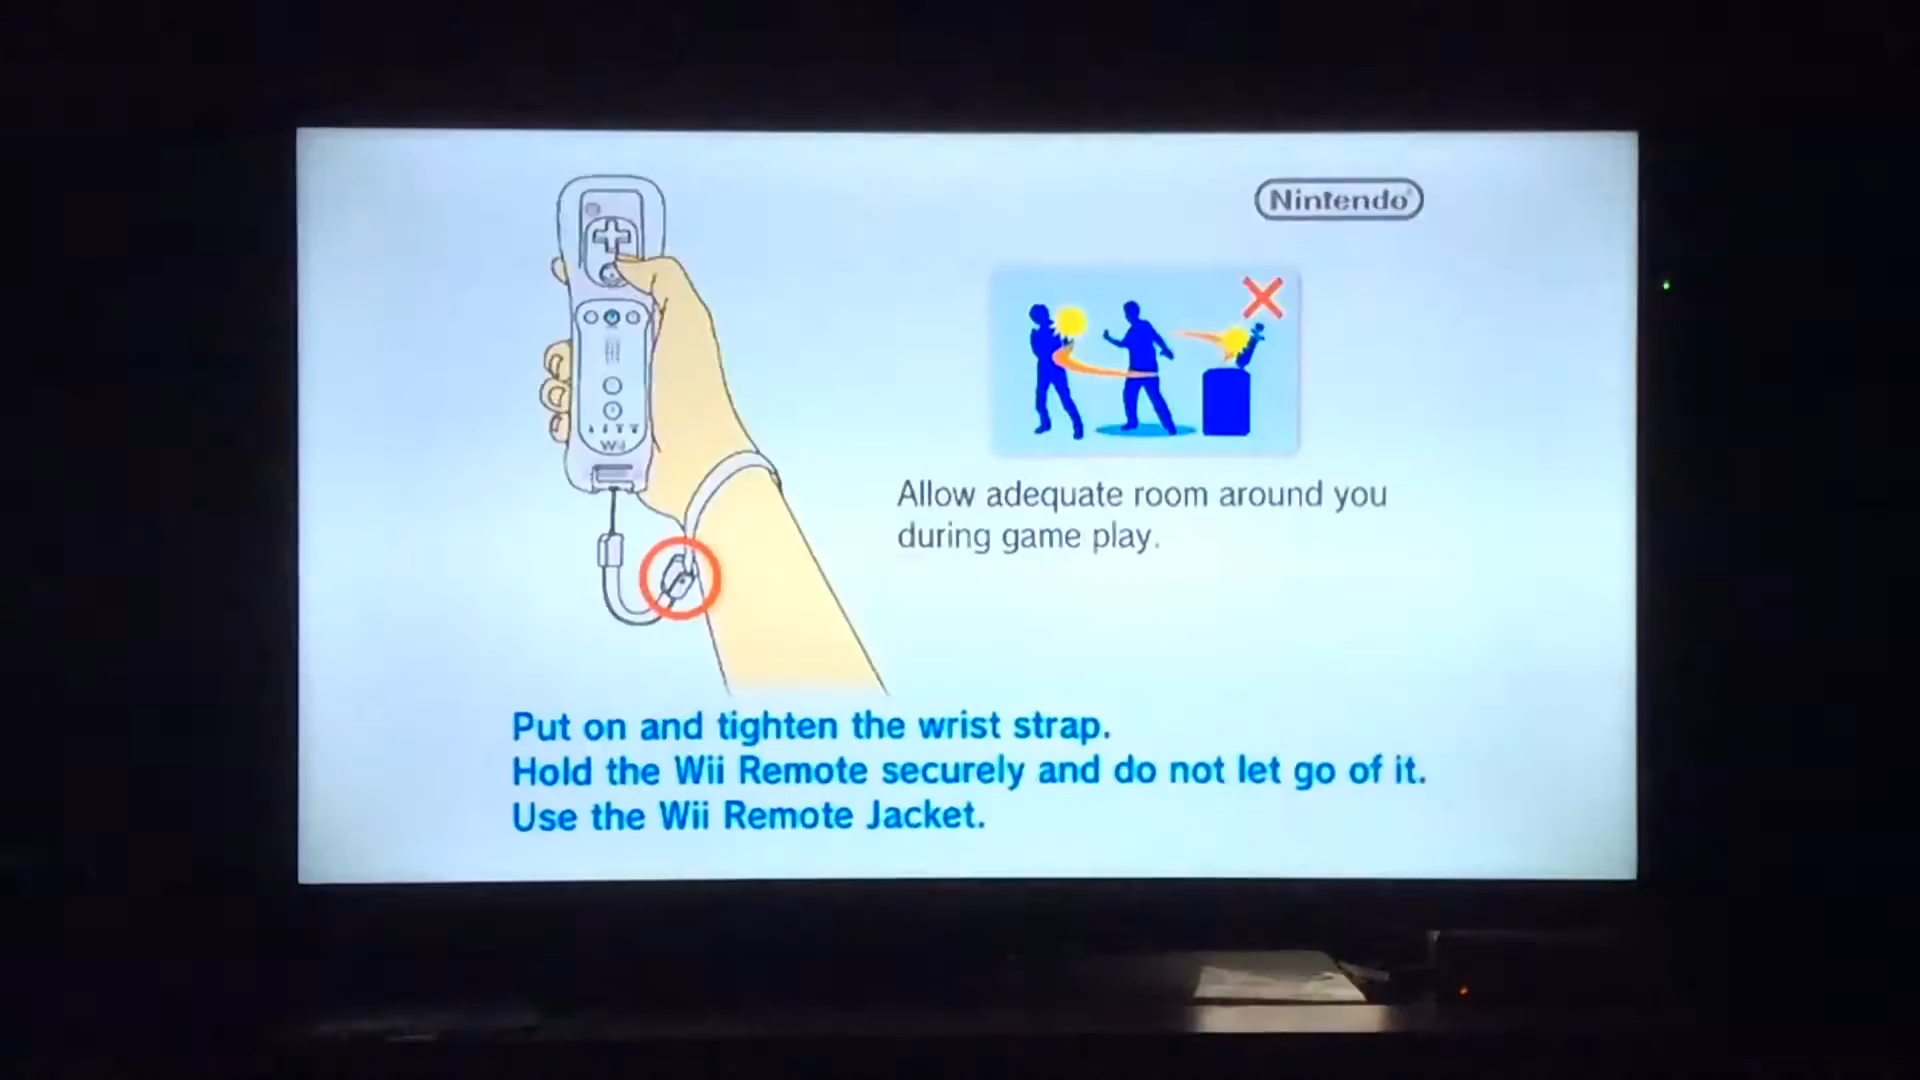 Nintendo
Wii
Allow adequate room around you
during game play.
Put on and tighten the wrist strap.
Hold the Wii Remote securely and do not let go of it.
Use the Wii Remote Jacket.